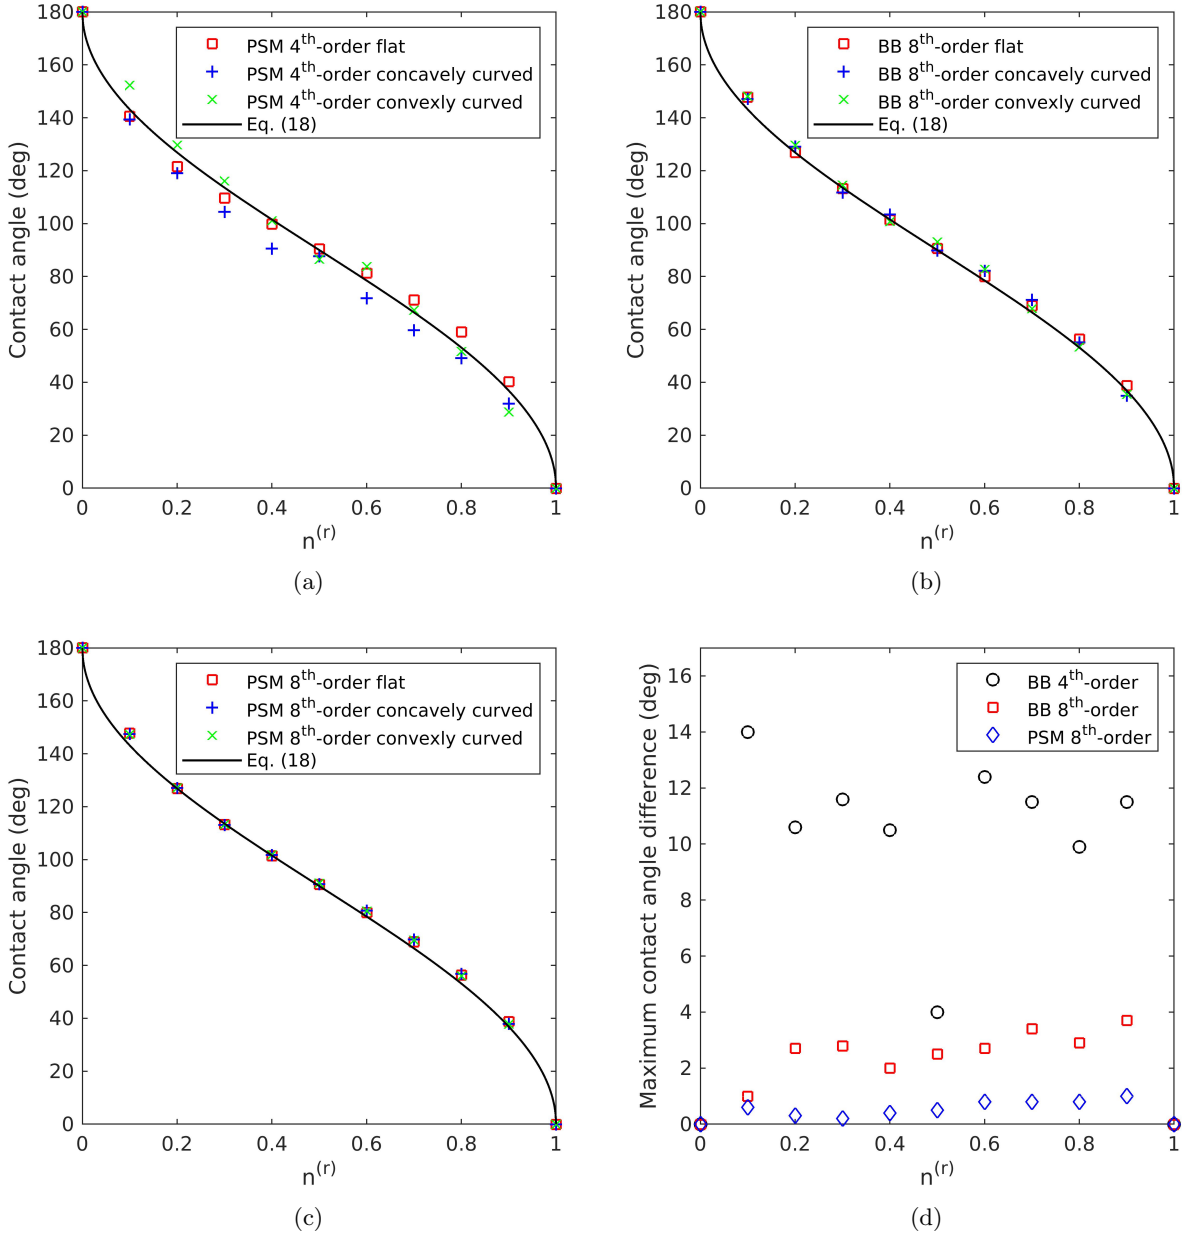 180
160
140
120
100
80
60
40
20
0
0 0.2 0.4 0.6 0.8 1
Contact angle (deg)
n(r)
PSM 4th-order flat
PSM 4th-order concavely curved
PSM 4th-order convexly curved
Eq. (18)
(a)
180
160
140
120
100
80
60
40
20
0
0 0.2 0.4 0.6 0.8 1
Contact angle (deg)
n(r)
BB 8th-order flat
BB 8th-order concavely curved
BB 8th-order convexly curved
Eq. (18)
(b)
180
160
140
120
100
80
60
40
20
0
0 0.2 0.4 0.6 0.8 1
Contact angle (deg)
n(r)
PSM 8th-order flat
PSM 8th-order concavely curved
PSM 8th-order convexly curved
Eq. (18)
(c)
16
14
12
10
8
6
4
2
0
0 0.2 0.4 0.6 0.8 1
Maximum contact angle difference (deg)
n(r)
BB 4th-order
BB 8th-order
PSM 8th-order
(d)